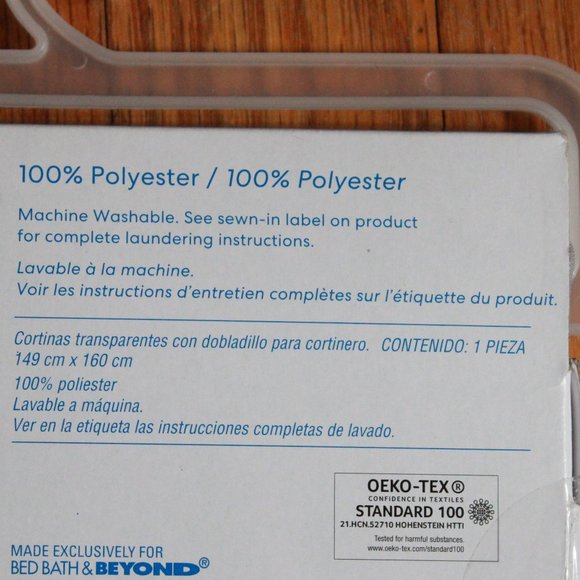 100% Polyester / 100% Polyester
Machine Washable. See sewn-in label on product
for complete laundering instructions.
Lavable à la machine.
Voir les instructions d'entretien complètes sur l'étiquette du produit.
Cortinas transparentes con dobladillo para cortinero. CONTENIDO: 1 PIEZA
149 cm x 160 cm
100% poliester
Lavable a máquina.
Ver en la etiqueta las instrucciones completas de lavado.
OEKO-TEX®
CONFIDENCE IN TEXTILES
STANDARD 100
21.HCN.52710 HOHENSTEIN HTTI
Tested for harmful substances.
www.oeko-tex.com/standard100
MADE EXCLUSIVELY FOR
BED BATH & BEYOND®